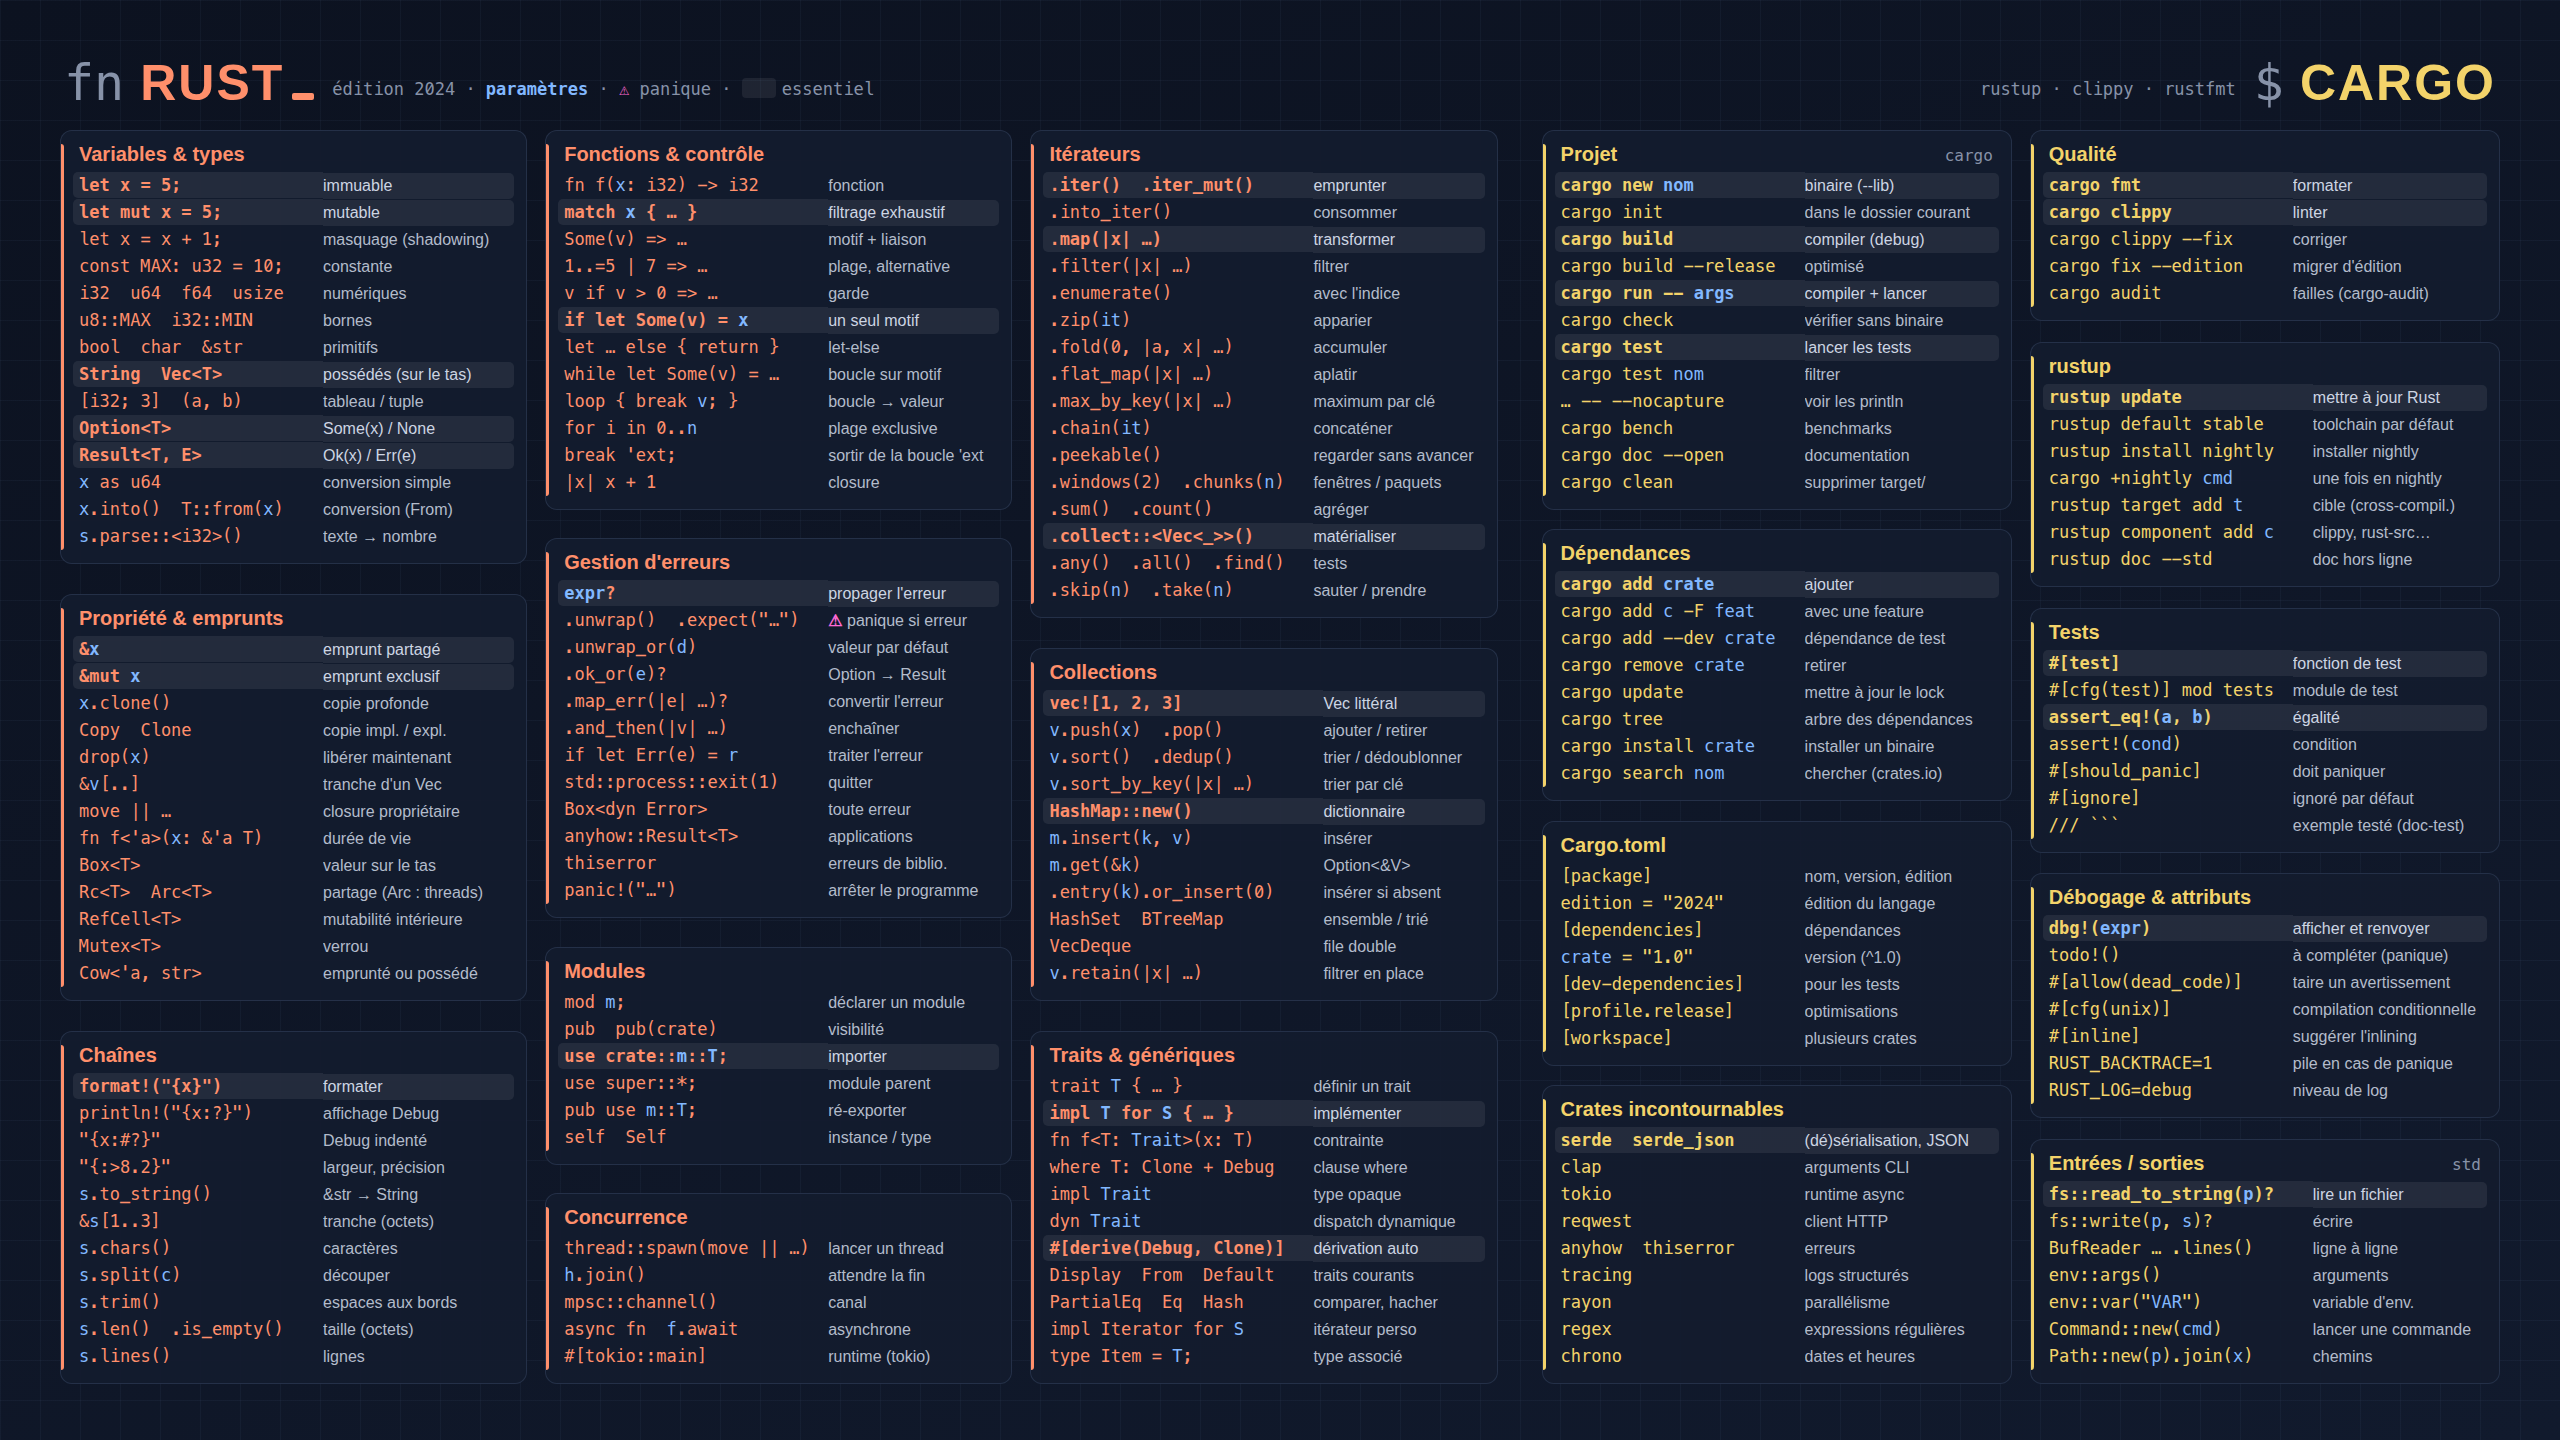 fn RUST_ édition 2024 · paramètres · ⚠ panique · essentiel
rustup · clippy · rustfmt $ CARGO
Variables & types
let x = 5; immuable
let mut x = 5; mutable
let x = x + 1; masquage (shadowing)
const MAX: u32 = 10; constante
i32 u64 f64 usize numériques
u8::MAX i32::MIN bornes
bool char &str primitifs
String Vec<T> possédés (sur le tas)
[i32; 3] (a, b) tableau / tuple
Option<T> Some(x) / None
Result<T, E> Ok(x) / Err(e)
x as u64 conversion simple
x.into() T::from(x) conversion (From)
s.parse::<i32>() texte → nombre
Propriété & emprunts
&x emprunt partagé
&mut x emprunt exclusif
x.clone() copie profonde
Copy Clone copie impl. / expl.
drop(x) libérer maintenant
&v[..] tranche d'un Vec
move || … closure propriétaire
fn f<'a>(x: &'a T) durée de vie
Box<T> valeur sur le tas
Rc<T> Arc<T> partage (Arc : threads)
RefCell<T> mutabilité intérieure
Mutex<T> verrou
Cow<'a, str> emprunté ou possédé
Chaînes
format!("{x}") formater
println!("{x:?}") affichage Debug
"{x:#?}" Debug indenté
"{:>8.2}" largeur, précision
s.to_string() &str → String
&s[1..3] tranche (octets)
s.chars() caractères
s.split(c) découper
s.trim() espaces aux bords
s.len() .is_empty() taille (octets)
s.lines() lignes
Fonctions & contrôle
fn f(x: i32) -> i32 fonction
match x { … } filtrage exhaustif
Some(v) => … motif + liaison
1..=5 | 7 => … plage, alternative
v if v > 0 => … garde
if let Some(v) = x un seul motif
let … else { return } let-else
while let Some(v) = … boucle sur motif
loop { break v; } boucle → valeur
for i in 0..n plage exclusive
break 'ext; sortir de la boucle 'ext
|x| x + 1 closure
Gestion d'erreurs
expr? propager l'erreur
.unwrap() .expect("…") ⚠ panique si erreur
.unwrap_or(d) valeur par défaut
.ok_or(e)? Option → Result
.map_err(|e| …)? convertir l'erreur
.and_then(|v| …) enchaîner
if let Err(e) = r traiter l'erreur
std::process::exit(1) quitter
Box<dyn Error> toute erreur
anyhow::Result<T> applications
thiserror erreurs de biblio.
panic!("…") arrêter le programme
Modules
mod m; déclarer un module
pub pub(crate) visibilité
use crate::m::T; importer
use super::*; module parent
pub use m::T; ré-exporter
self Self instance / type
Concurrence
thread::spawn(move || …) lancer un thread
h.join() attendre la fin
mpsc::channel() canal
async fn f.await asynchrone
#[tokio::main] runtime (tokio)
Itérateurs
.iter() .iter_mut() emprunter
.into_iter() consommer
.map(|x| …) transformer
.filter(|x| …) filtrer
.enumerate() avec l'indice
.zip(it) apparier
.fold(0, |a, x| …) accumuler
.flat_map(|x| …) aplatir
.max_by_key(|x| …) maximum par clé
.chain(it) concaténer
.peekable() regarder sans avancer
.windows(2) .chunks(n) fenêtres / paquets
.sum() .count() agréger
.collect::<Vec<_>>() matérialiser
.any() .all() .find() tests
.skip(n) .take(n) sauter / prendre
Collections
vec![1, 2, 3] Vec littéral
v.push(x) .pop() ajouter / retirer
v.sort() .dedup() trier / dédoublonner
v.sort_by_key(|x| …) trier par clé
HashMap::new() dictionnaire
m.insert(k, v) insérer
m.get(&k) Option<&V>
.entry(k).or_insert(0) insérer si absent
HashSet BTreeMap ensemble / trié
VecDeque file double
v.retain(|x| …) filtrer en place
Traits & génériques
trait T { … } définir un trait
impl T for S { … } implémenter
fn f<T: Trait>(x: T) contrainte
where T: Clone + Debug clause where
impl Trait type opaque
dyn Trait dispatch dynamique
#[derive(Debug, Clone)] dérivation auto
Display From Default traits courants
PartialEq Eq Hash comparer, hacher
impl Iterator for S itérateur perso
type Item = T; type associé
Projet cargo
cargo new nom binaire (--lib)
cargo init dans le dossier courant
cargo build compiler (debug)
cargo build --release optimisé
cargo run -- args compiler + lancer
cargo check vérifier sans binaire
cargo test lancer les tests
cargo test nom filtrer
… -- --nocapture voir les println
cargo bench benchmarks
cargo doc --open documentation
cargo clean supprimer target/
Dépendances
cargo add crate ajouter
cargo add c -F feat avec une feature
cargo add --dev crate dépendance de test
cargo remove crate retirer
cargo update mettre à jour le lock
cargo tree arbre des dépendances
cargo install crate installer un binaire
cargo search nom chercher (crates.io)
Cargo.toml
[package] nom, version, édition
edition = "2024" édition du langage
[dependencies] dépendances
crate = "1.0" version (^1.0)
[dev-dependencies] pour les tests
[profile.release] optimisations
[workspace] plusieurs crates
Crates incontournables
serde serde_json (dé)sérialisation, JSON
clap arguments CLI
tokio runtime async
reqwest client HTTP
anyhow thiserror erreurs
tracing logs structurés
rayon parallélisme
regex expressions régulières
chrono dates et heures
Qualité
cargo fmt formater
cargo clippy linter
cargo clippy --fix corriger
cargo fix --edition migrer d'édition
cargo audit failles (cargo-audit)
rustup
rustup update mettre à jour Rust
rustup default stable toolchain par défaut
rustup install nightly installer nightly
cargo +nightly cmd une fois en nightly
rustup target add t cible (cross-compil.)
rustup component add c clippy, rust-src…
rustup doc --std doc hors ligne
Tests
#[test] fonction de test
#[cfg(test)] mod tests module de test
assert_eq!(a, b) égalité
assert!(cond) condition
#[should_panic] doit paniquer
#[ignore] ignoré par défaut
/// ``` exemple testé (doc-test)
Débogage & attributs
dbg!(expr) afficher et renvoyer
todo!() à compléter (panique)
#[allow(dead_code)] taire un avertissement
#[cfg(unix)] compilation conditionnelle
#[inline] suggérer l'inlining
RUST_BACKTRACE=1 pile en cas de panique
RUST_LOG=debug niveau de log
Entrées / sorties std
fs::read_to_string(p)? lire un fichier
fs::write(p, s)? écrire
BufReader … .lines() ligne à ligne
env::args() arguments
env::var("VAR") variable d'env.
Command::new(cmd) lancer une commande
Path::new(p).join(x) chemins